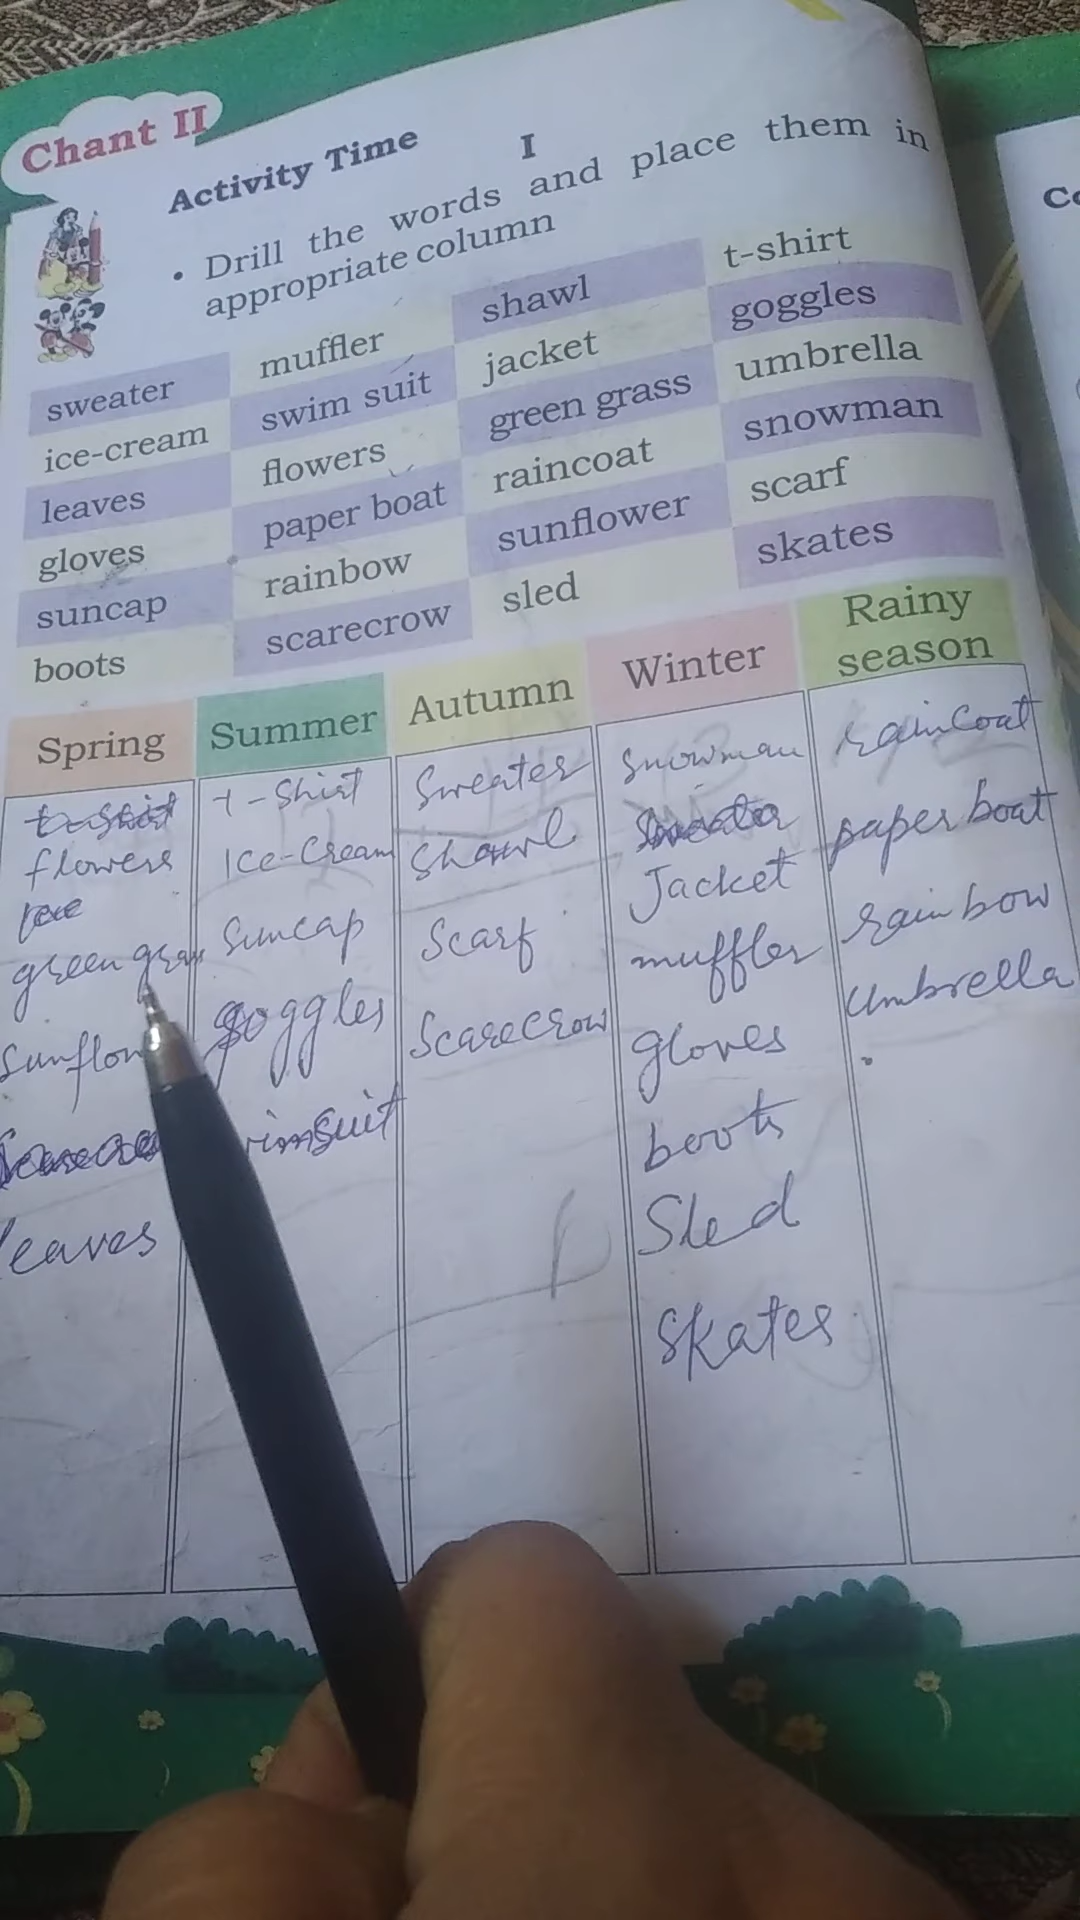 Chant II
Activity Time
I
• Drill the words and place them in
appropriate column
sweater muffler shawl t-shirt
ice-cream swim suit jacket goggles
leaves flowers green grass umbrella
gloves paper boat raincoat snowman
suncap rainbow sunflower scarf
boots scarecrow sled skates
Spring Summer Autumn Winter Rainy season
flowers
green gras
Sunflow
leaves
t-Shirt
Ice-Cream
Suncap
goggles
imsuit
Sweater
Shawl
Scarf
Scarecrow
Snowman
Jacket
muffler
gloves
boots
Sled
Skates
raincoat
paper boat
rainbow
Umbrella
Co